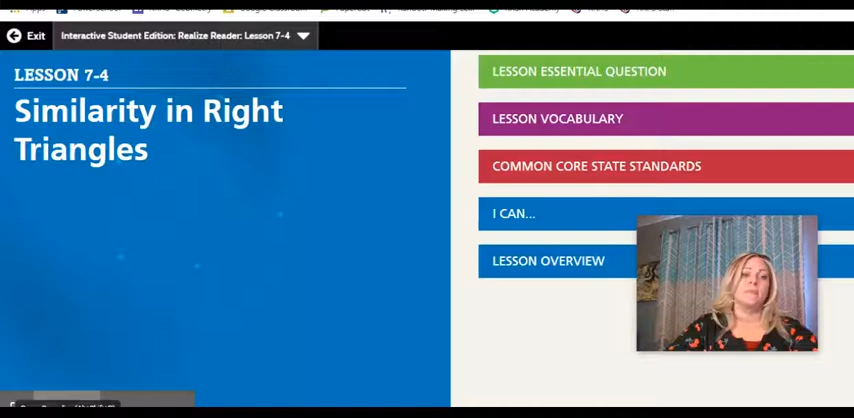 Exit
Interactive Student Edition: Realize Reader: Lesson 7-4
LESSON 7-4
Similarity in Right
Triangles
LESSON ESSENTIAL QUESTION
LESSON VOCABULARY
COMMON CORE STATE STANDARDS
I CAN...
LESSON OVERVIEW